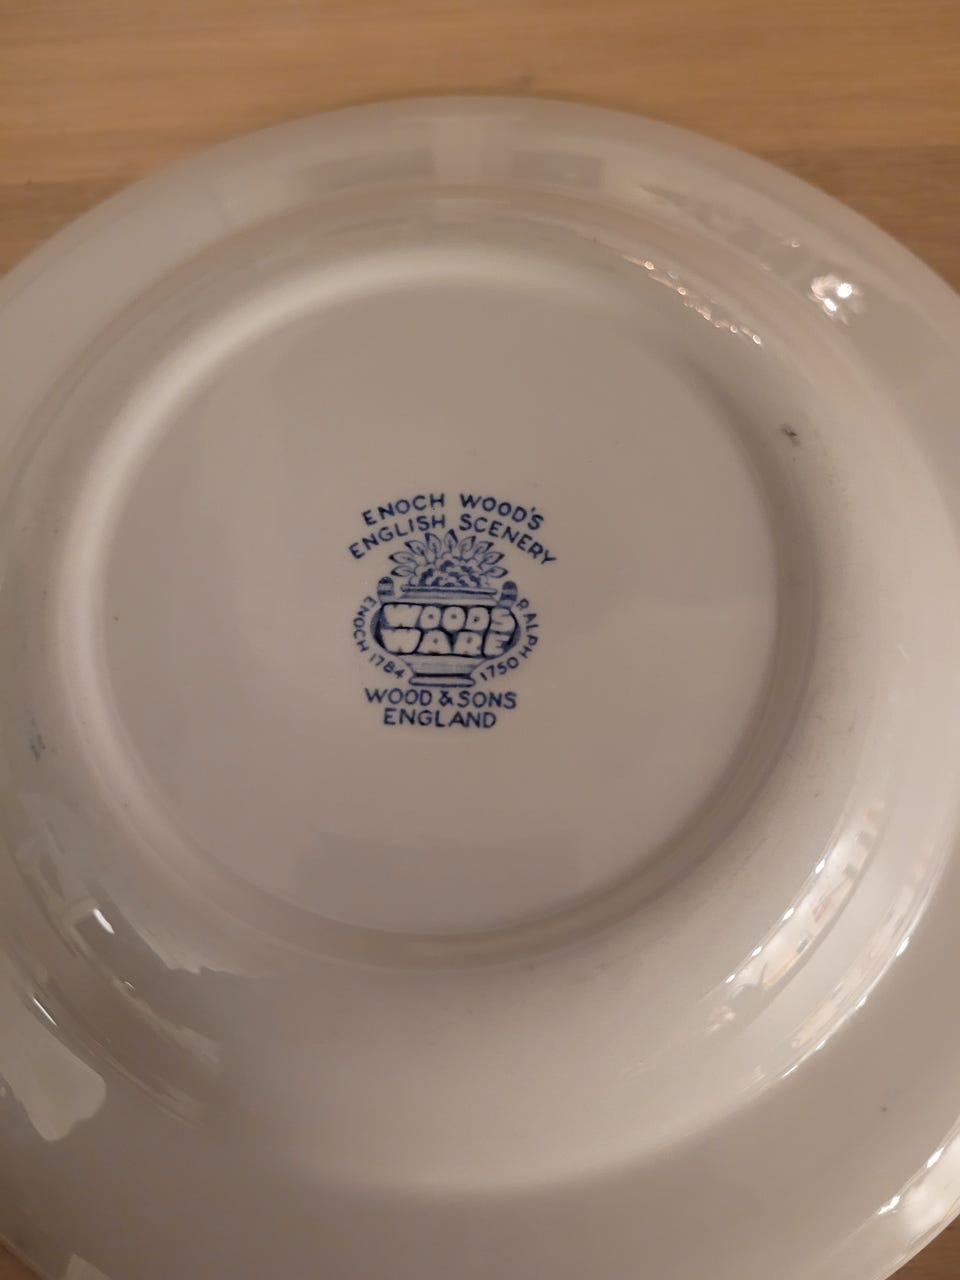 ENOCH WOOD'S
ENGLISH SCENERY
WOODS
WARE
ENOCH 1784
RALPH 1750
WOOD & SONS
ENGLAND